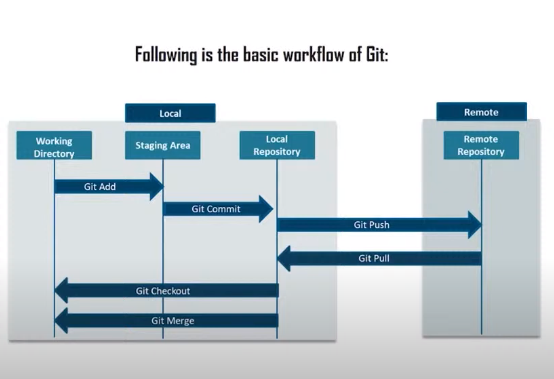 Following is the basic workflow of Git:
Local
Remote
Working
Directory
Staging Area
Local
Repository
Remote
Repository
Git Add
Git Commit
Git Push
Git Pull
Git Checkout
Git Merge